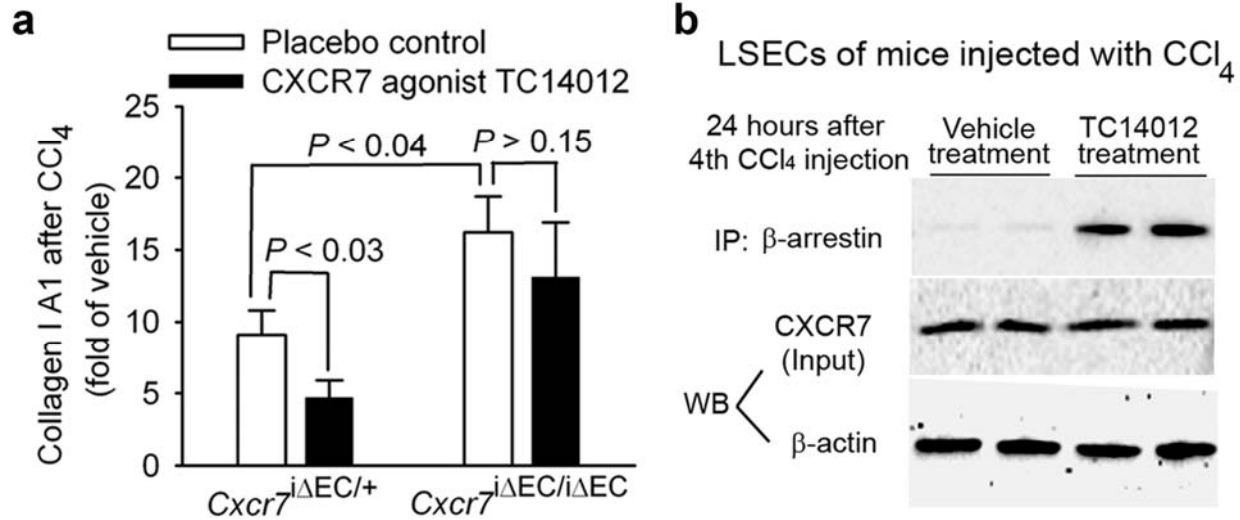 a
Placebo control
CXCR7 agonist TC14012
Collagen I A1 after CCl4
(fold of vehicle)
25
20
15
10
5
0
P < 0.04
P > 0.15
P < 0.03
Cxcr7iΔEC/+
Cxcr7iΔEC/iΔEC
b
LSECs of mice injected with CCl4
24 hours after
4th CCl4 injection
Vehicle
treatment
TC14012
treatment
IP: β-arrestin
CXCR7
(Input)
WB
β-actin